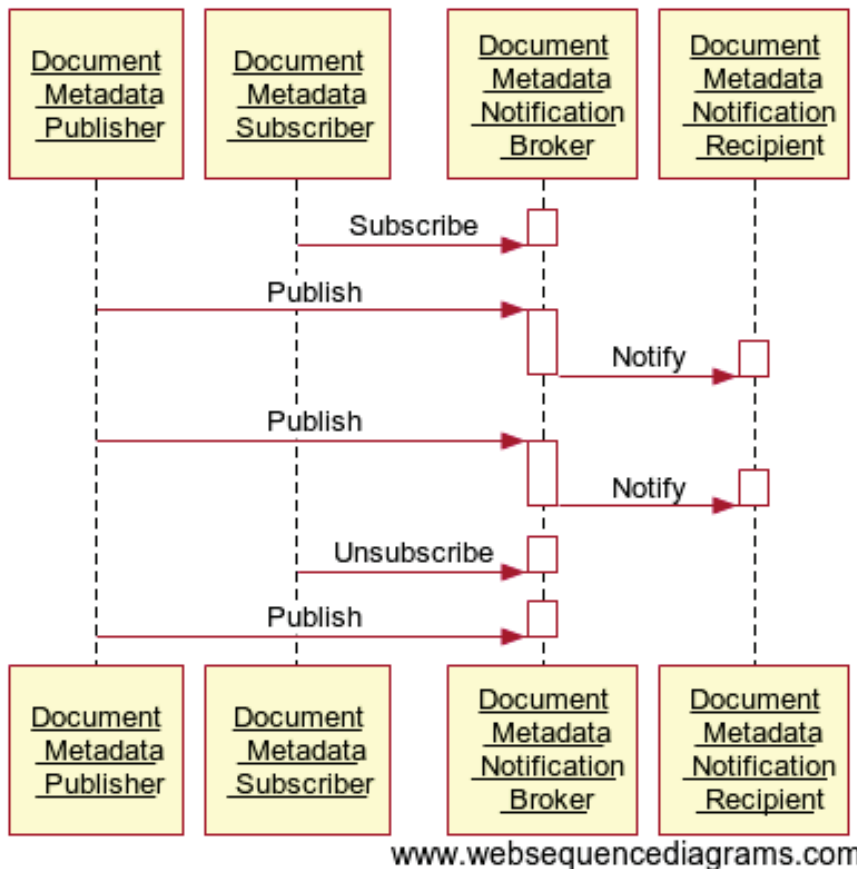 Document
Metadata
Publisher
Document
Metadata
Subscriber
Document
Metadata
Notification
Broker
Document
Metadata
Notification
Recipient
Subscribe
Publish
Notify
Publish
Notify
Unsubscribe
Publish
Document
Metadata
Publisher
Document
Metadata
Subscriber
Document
Metadata
Notification
Broker
Document
Metadata
Notification
Recipient
www.websequencediagrams.com